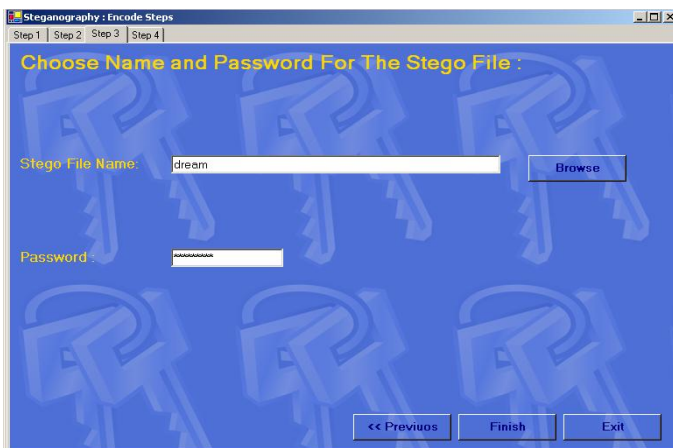 Steganography : Encode Steps
Step 1 Step 2 Step 3 Step 4
Choose Name and Password For The Stego File :
Stego File Name: dream Browse
Password : *********
<< Previuos Finish Exit